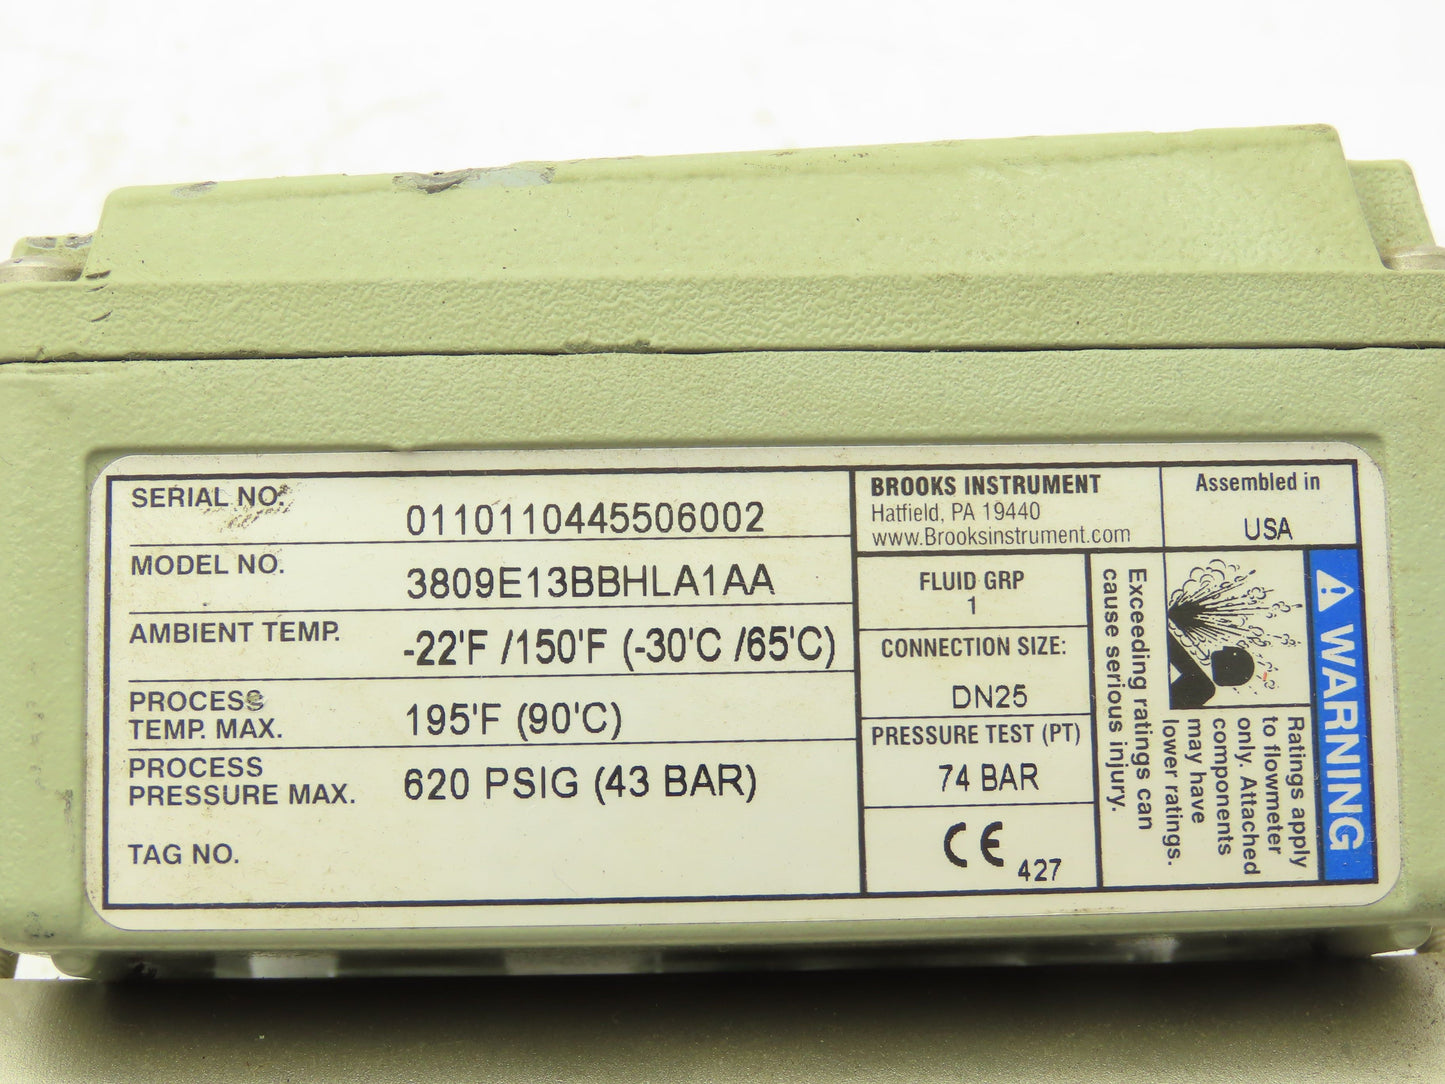 SERIAL NO.
0110110445506002
MODEL NO.
3809E13BBHLA1AA
AMBIENT TEMP.
-22'F /150'F (-30'C /65'C)
PROCESS
TEMP. MAX.
195'F (90'C)
PROCESS
PRESSURE MAX.
620 PSIG (43 BAR)
TAG NO.
BROOKS INSTRUMENT
Hatfield, PA 19440
www.Brooksinstrument.com
Assembled in
USA
FLUID GRP
1
CONNECTION SIZE:
DN25
PRESSURE TEST (PT)
74 BAR
CE 427
WARNING
Ratings apply
to flowmeter
only. Attached
components
may have
lower ratings.
Exceeding ratings can
cause serious injury.